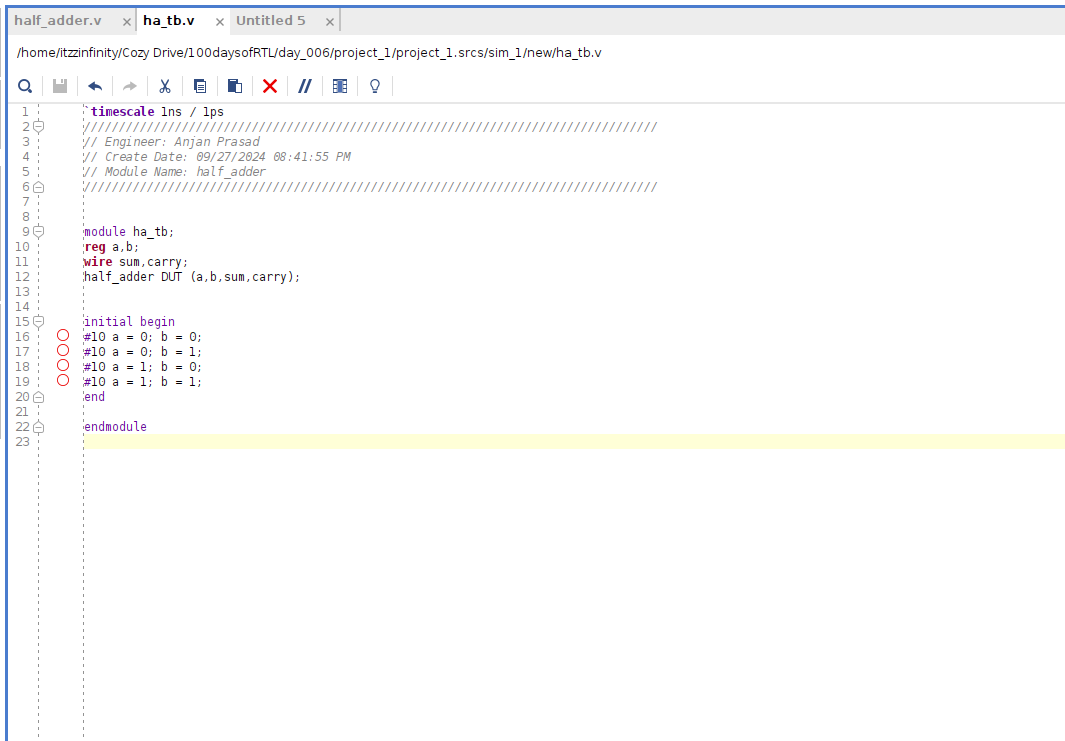 half_adder.v × ha_tb.v × Untitled 5 ×
/home/itzzinfinity/Cozy Drive/100daysofRTL/day_006/project_1/project_1.srcs/sim_1/new/ha_tb.v
1 `timescale 1ns / 1ps
2 //////////////////////////////////////////////////////////////////////////////////
3 // Engineer: Anjan Prasad
4 // Create Date: 09/27/2024 08:41:55 PM
5 // Module Name: half_adder
6 //////////////////////////////////////////////////////////////////////////////////
7
8
9 module ha_tb;
10 reg a,b;
11 wire sum,carry;
12 half_adder DUT (a,b,sum,carry);
13
14
15 initial begin
16 #10 a = 0; b = 0;
17 #10 a = 0; b = 1;
18 #10 a = 1; b = 0;
19 #10 a = 1; b = 1;
20 end
21
22 endmodule
23